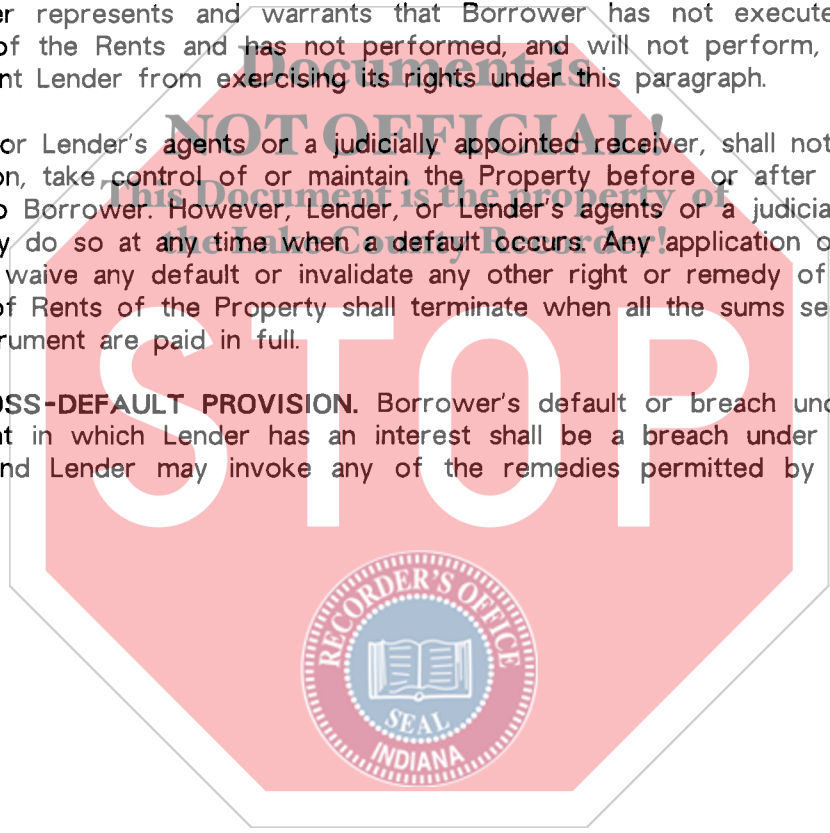 er represents and warrants that Borrower has not execute
of the Rents and has not performed, and will not perform,
nt Lender from exercising its rights under this paragraph.
or Lender's agents or a judicially appointed receiver, shall not
on, take control of or maintain the Property before or after
o Borrower. However, Lender, or Lender's agents or a judicia
y do so at any time when a default occurs. Any application o
waive any default or invalidate any other right or remedy of
of Rents of the Property shall terminate when all the sums se
rument are paid in full.
OSS-DEFAULT PROVISION. Borrower's default or breach und
nt in which Lender has an interest shall be a breach under
nd Lender may invoke any of the remedies permitted by
Document is
NOT OFFICIAL!
This Document is the property of
the Lake County Recorder!
STOP
RECORDER'S OFFICE
SEAL
INDIANA